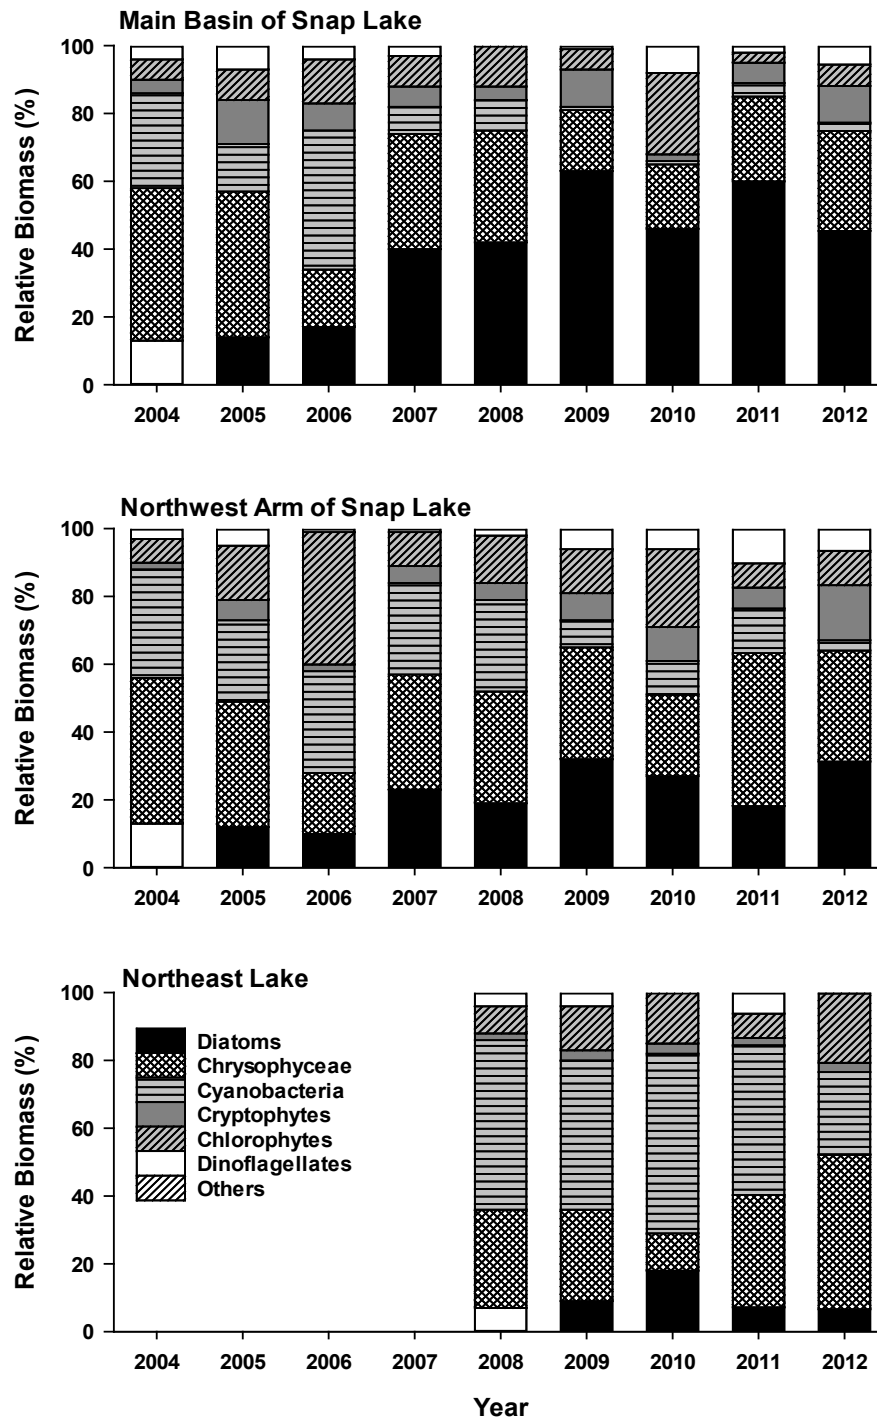 Main Basin of Snap Lake
Relative Biomass (%)
100
80
60
40
20
0
2004 2005 2006 2007 2008 2009 2010 2011 2012
Northwest Arm of Snap Lake
Relative Biomass (%)
100
80
60
40
20
0
2004 2005 2006 2007 2008 2009 2010 2011 2012
Northeast Lake
Relative Biomass (%)
100
80
60
40
20
0
Diatoms
Chrysophyceae
Cyanobacteria
Cryptophytes
Chlorophytes
Dinoflagellates
Others
2004 2005 2006 2007 2008 2009 2010 2011 2012
Year